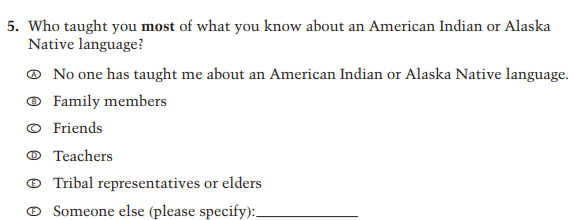 5. Who taught you most of what you know about an American Indian or Alaska
Native language?
A No one has taught me about an American Indian or Alaska Native language.
B Family members
C Friends
D Teachers
E Tribal representatives or elders
F Someone else (please specify):